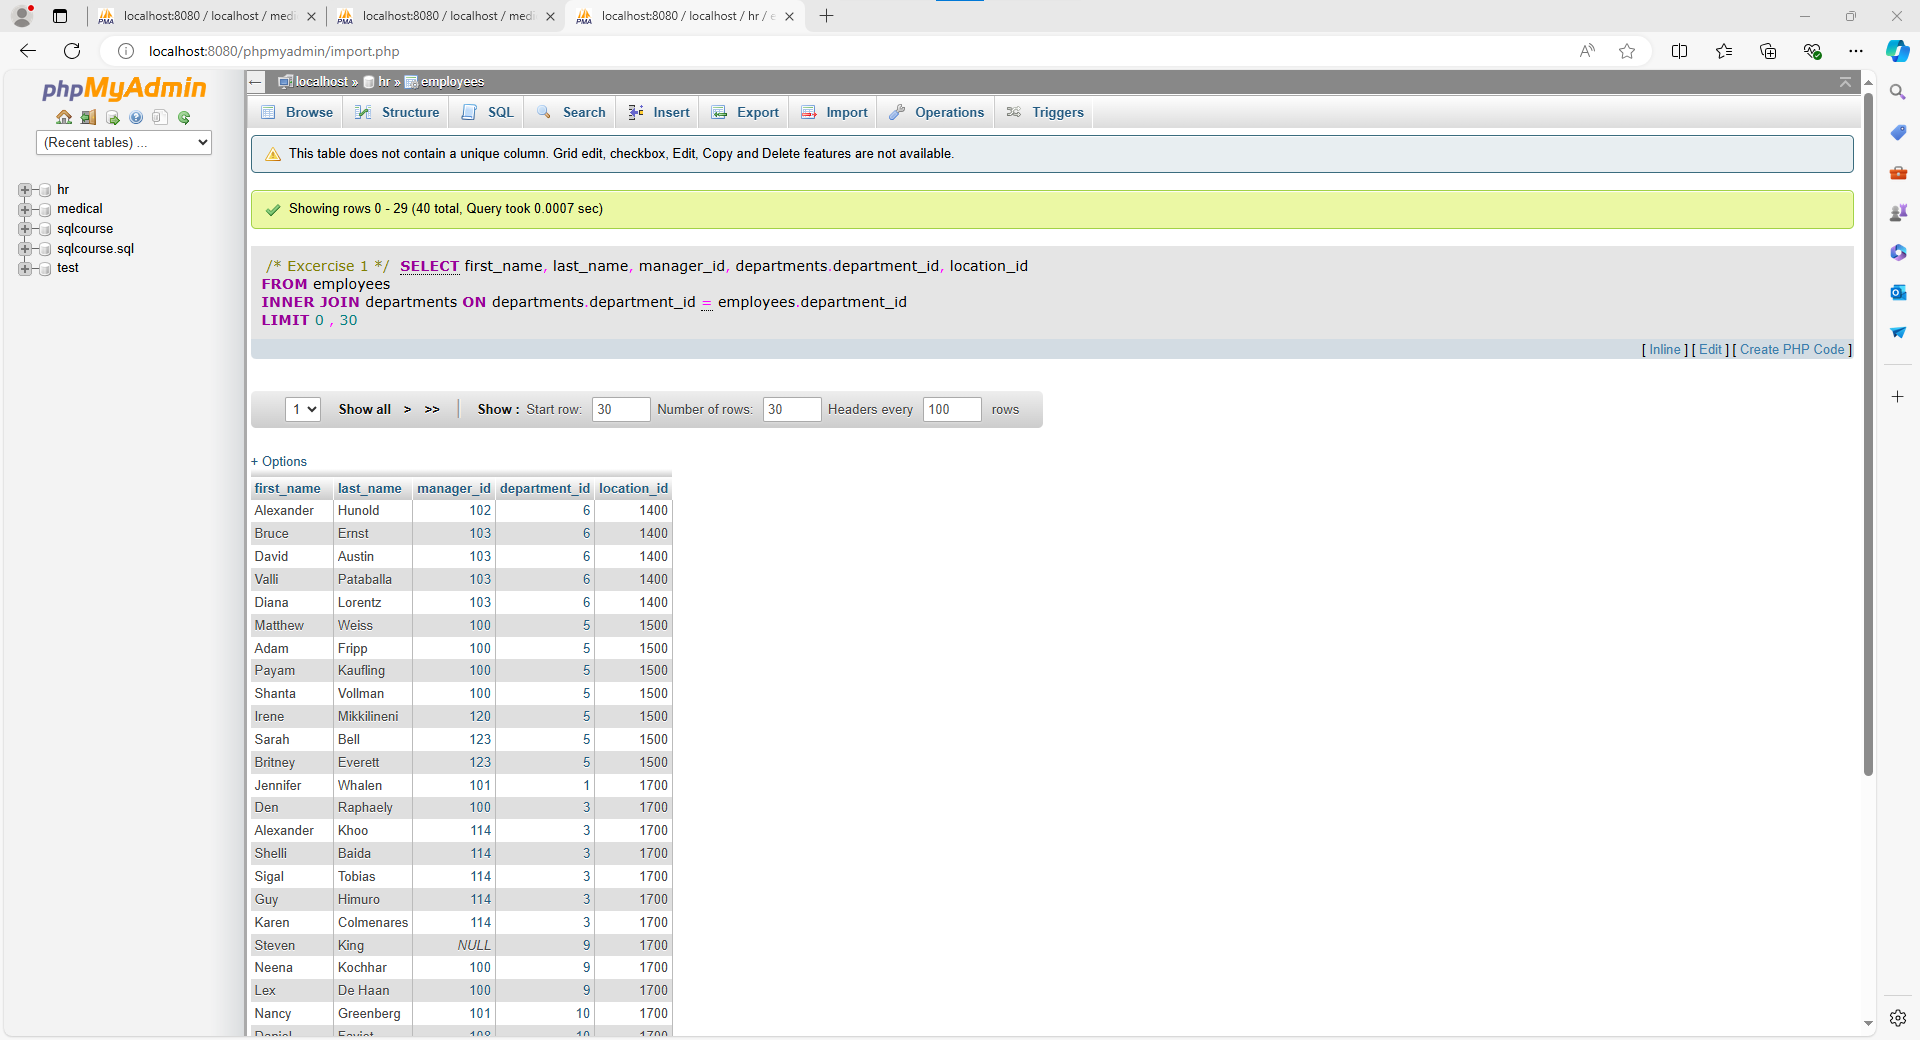 localhost:8080 / localhost / medi
localhost:8080 / localhost / medi
localhost:8080 / localhost / hr / e
localhost:8080/phpmyadmin/import.php
phpMyAdmin
(Recent tables) ...
hr
medical
sqlcourse
sqlcourse.sql
test
localhost » hr » employees
Browse Structure SQL Search Insert Export Import Operations Triggers
This table does not contain a unique column. Grid edit, checkbox, Edit, Copy and Delete features are not available.
Showing rows 0 - 29 (40 total, Query took 0.0007 sec)
/* Excercise 1 */ SELECT first_name, last_name, manager_id, departments.department_id, location_id
FROM employees
INNER JOIN departments ON departments.department_id = employees.department_id
LIMIT 0 , 30
[ Inline ] [ Edit ] [ Create PHP Code ]
1 Show all > >> Show : Start row: 30 Number of rows: 30 Headers every 100 rows
+ Options
first_name last_name manager_id department_id location_id
Alexander Hunold 102 6 1400
Bruce Ernst 103 6 1400
David Austin 103 6 1400
Valli Pataballa 103 6 1400
Diana Lorentz 103 6 1400
Matthew Weiss 100 5 1500
Adam Fripp 100 5 1500
Payam Kaufling 100 5 1500
Shanta Vollman 100 5 1500
Irene Mikkilineni 120 5 1500
Sarah Bell 123 5 1500
Britney Everett 123 5 1500
Jennifer Whalen 101 1 1700
Den Raphaely 100 3 1700
Alexander Khoo 114 3 1700
Shelli Baida 114 3 1700
Sigal Tobias 114 3 1700
Guy Himuro 114 3 1700
Karen Colmenares 114 3 1700
Steven King NULL 9 1700
Neena Kochhar 100 9 1700
Lex De Haan 100 9 1700
Nancy Greenberg 101 10 1700